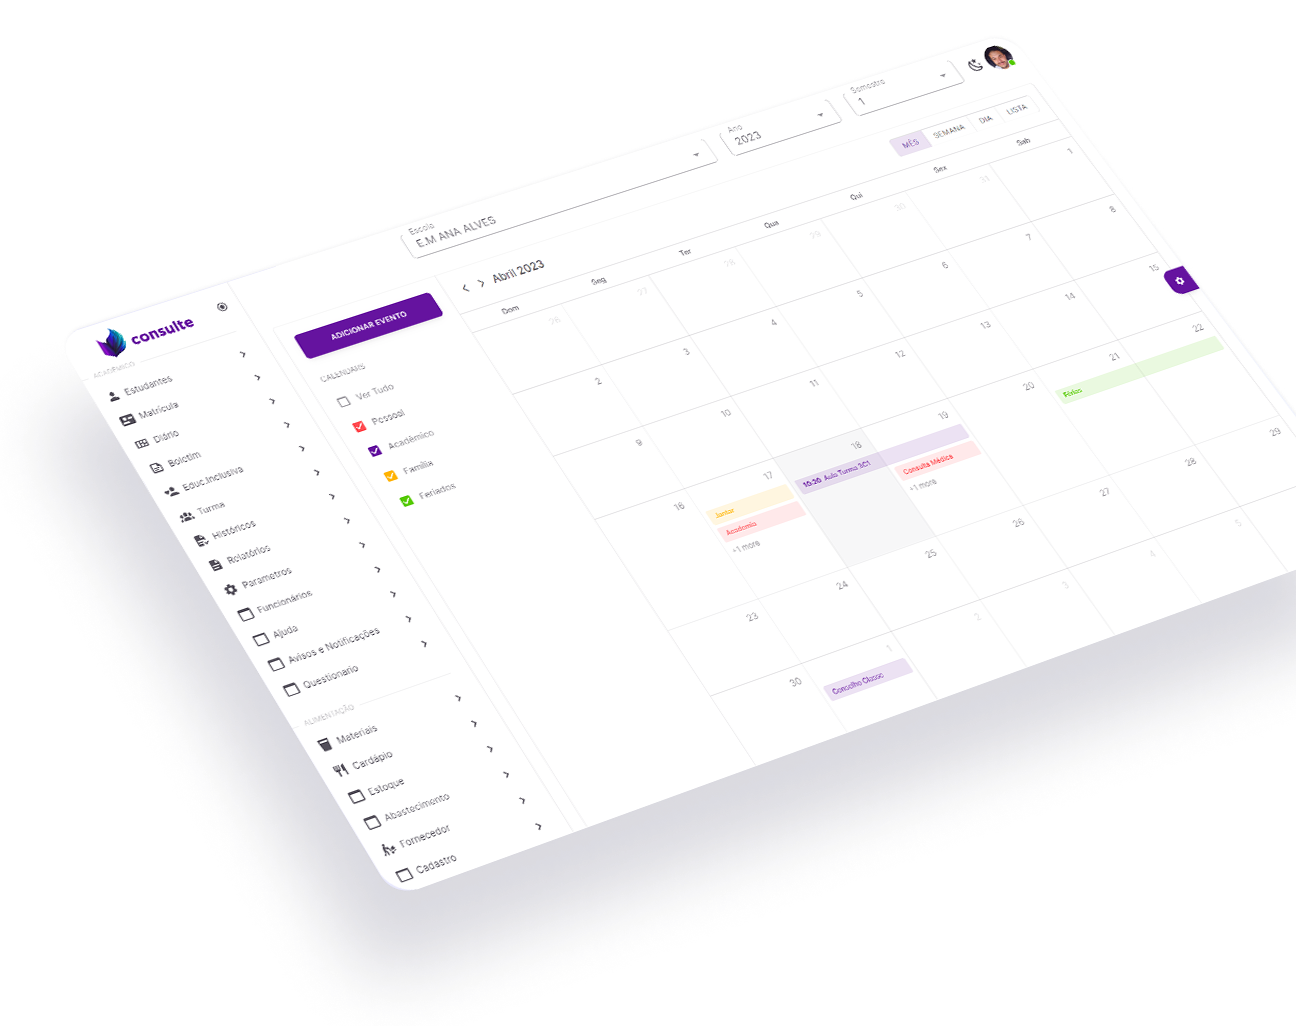 consulte
ACADÊMICO
Estudantes
Matrícula
Diário
Boletim
Educ.Inclusiva
Turma
Históricos
Relatórios
Parametros
Funcionários
Ajuda
Avisos e Notificações
Questionario
ALIMENTAÇÃO
Materiais
Cardápio
Estoque
Abastecimento
Fornecedor
Cadastro
Escola
E.M ANA ALVES
Ano
2023
Semestre
1
ADICIONAR EVENTO
CALENDARS
Ver Tudo
Pessoal
Acadêmico
Família
Feriados
Abril 2023
MÊS SEMANA DIA LISTA
Dom Seg Ter Qua Qui Sex Sab
26 27 28 29 30 31 1
2 3 4 5 6 7 8
9 10 11 12 13 14 15
16 17 18 19 20 21 22
Jantar
Academia
+1 more
10:20 Aula Turma 3C1
Consulta Médica
+1 more
Férias
23 24 25 26 27 28 29
30 1 2 3 4 5
Conselho Classe